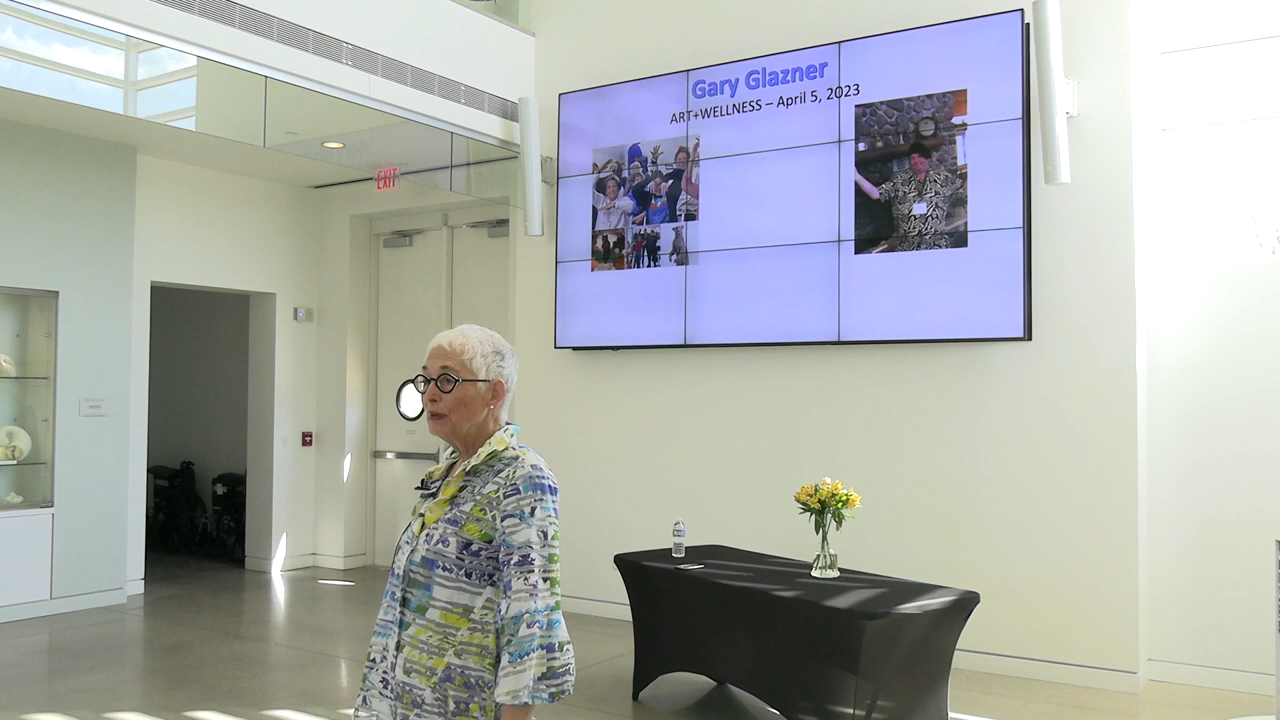 Gary Glazner
ART+WELLNESS – April 5, 2023
EXIT